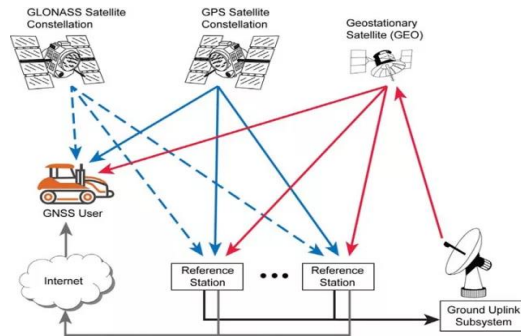 GLONASS Satellite
Constellation
GPS Satellite
Constellation
Geostationary
Satellite (GEO)
GNSS User
Internet
Reference
Station
Reference
Station
Ground Uplink
Subsystem